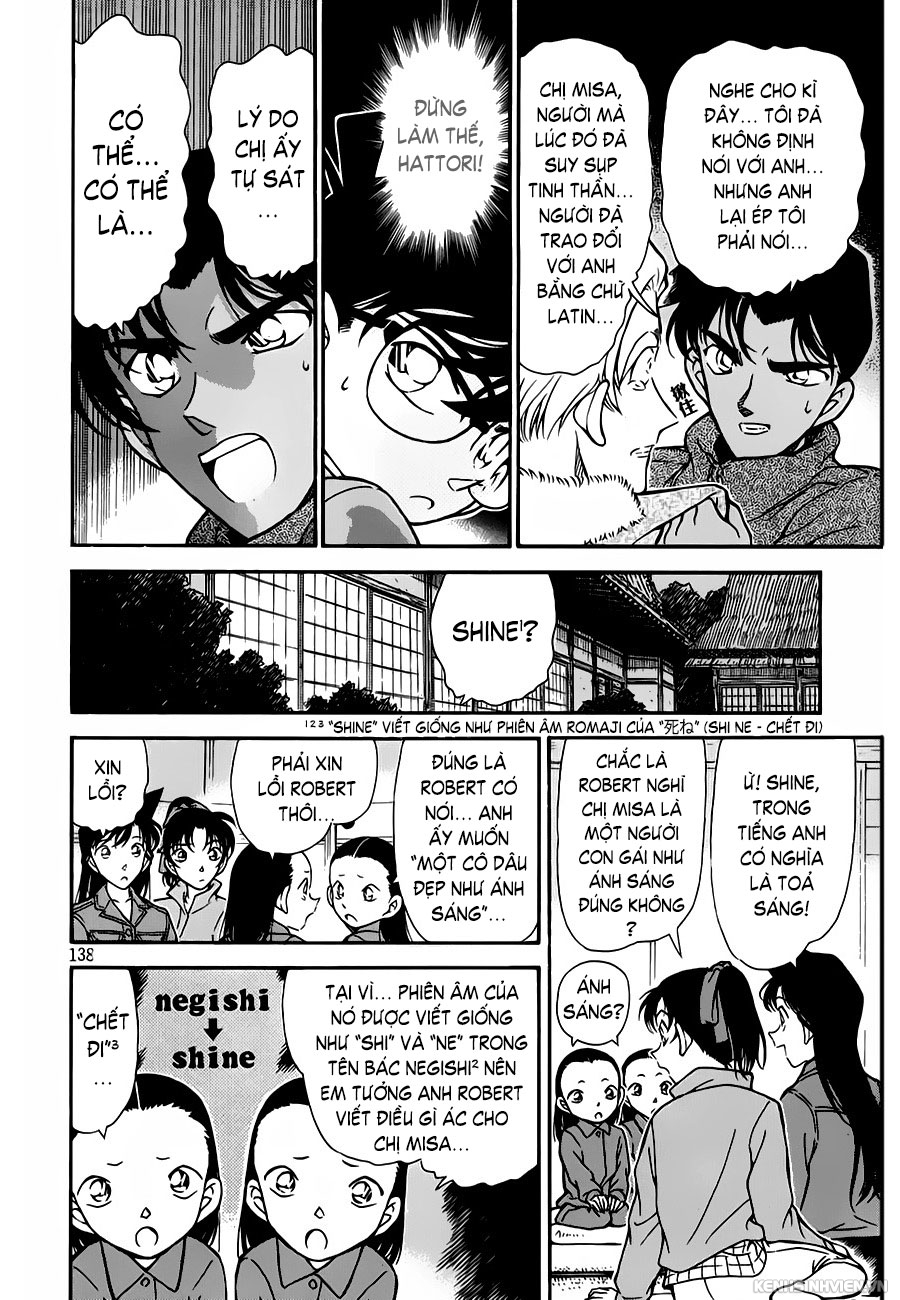 NGHE CHO KĨ
ĐÂY... TÔI ĐÃ
KHÔNG ĐỊNH
NÓI VỚI ANH...
NHƯNG ANH
LẠI ÉP TÔI
PHẢI NÓI...
CHỊ MISA,
NGƯỜI MÀ
LÚC ĐÓ ĐÃ
SUY SỤP
TINH THẦN...
NGƯỜI ĐÃ
TRAO ĐỔI
VỚI ANH
BẰNG CHỮ
LATIN...
揪住
ĐỪNG
LÀM THẾ,
HATTORI!
LÝ DO
CHỊ ẤY
TỰ SÁT
...
CÓ
THỂ...
CÓ THỂ
LÀ...
SHINE¹?
¹²³ "SHINE" VIẾT GIỐNG NHƯ PHIÊN ÂM ROMAJI CỦA "死ね" (SHI NE - CHẾT ĐI)
Ừ! SHINE,
TRONG
TIẾNG ANH
CÓ NGHĨA
LÀ TOẢ
SÁNG!
CHẮC LÀ
ROBERT NGHĨ
CHỊ MISA LÀ
MỘT NGƯỜI
CON GÁI NHƯ
ÁNH SÁNG
ĐÚNG KHÔNG
?
ÁNH
SÁNG?
ĐÚNG LÀ
ROBERT CÓ
NÓI... ANH
ẤY MUỐN
"MỘT CÔ DÂU
ĐẸP NHƯ ÁNH
SÁNG"...
PHẢI XIN
LỖI ROBERT
THÔI...
XIN
LỖI?
138
TẠI VÌ... PHIÊN ÂM CỦA
NÓ ĐƯỢC VIẾT GIỐNG
NHƯ "SHI" VÀ "NE" TRONG
TÊN BÁC NEGISHI² NÊN
EM TƯỞNG ANH ROBERT
VIẾT ĐIỀU GÌ ÁC CHO
CHỊ MISA...
negishi
shine
"CHẾT
ĐI"³
...
KENHSINHVIEN.VN